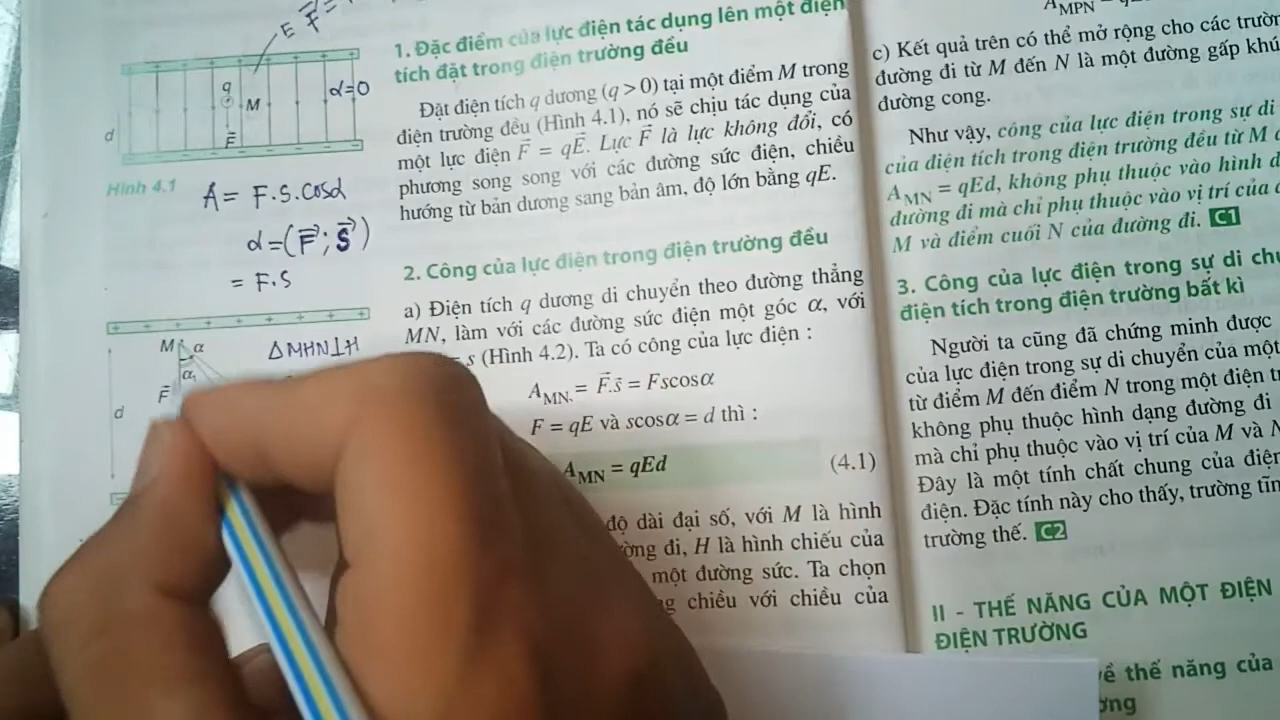 E F =
q
M
F
α=0
d
Hình 4.1
A = F.S.cosα
α=(F;S)
= F.S
M α
ΔMHN⊥H
α₁
F
d
1. Đặc điểm của lực điện tác dụng lên một điện
tích đặt trong điện trường đều
Đặt điện tích q dương (q > 0) tại một điểm M trong
điện trường đều (Hình 4.1), nó sẽ chịu tác dụng của
một lực điện F = qE. Lực F là lực không đổi, có
phương song song với các đường sức điện, chiều
hướng từ bản dương sang bản âm, độ lớn bằng qE.
2. Công của lực điện trong điện trường đều
a) Điện tích q dương di chuyển theo đường thẳng
MN, làm với các đường sức điện một góc α, với
= s (Hình 4.2). Ta có công của lực điện :
A_MN = F.s = Fscosα
F = qE và scosα = d thì :
A_MN = qEd (4.1)
độ dài đại số, với M là hình
đi, H là hình chiếu của
một đường sức. Ta chọn
chiều với chiều của
A_MPN
c) Kết quả trên có thể mở rộng cho các
đường đi từ M đến N là một đường gấp
đường cong.
Như vậy, công của lực điện trong sự di
của điện tích trong điện trường đều từ M
A_MN = qEd, không phụ thuộc vào hình
đường đi mà chỉ phụ thuộc vào vị trí của
M và điểm cuối N của đường đi. C1
3. Công của lực điện trong sự di
điện tích trong điện trường bất kì
Người ta cũng đã chứng minh được
của lực điện trong sự di chuyển của một
từ điểm M đến điểm N trong một điện
không phụ thuộc hình dạng đường đi
mà chỉ phụ thuộc vào vị trí của M và
Đây là một tính chất chung của
điện. Đặc tính này cho thấy, trường
trường thế. C2
II - THẾ NĂNG CỦA MỘT ĐIỆN
ĐIỆN TRƯỜNG
về thế năng của